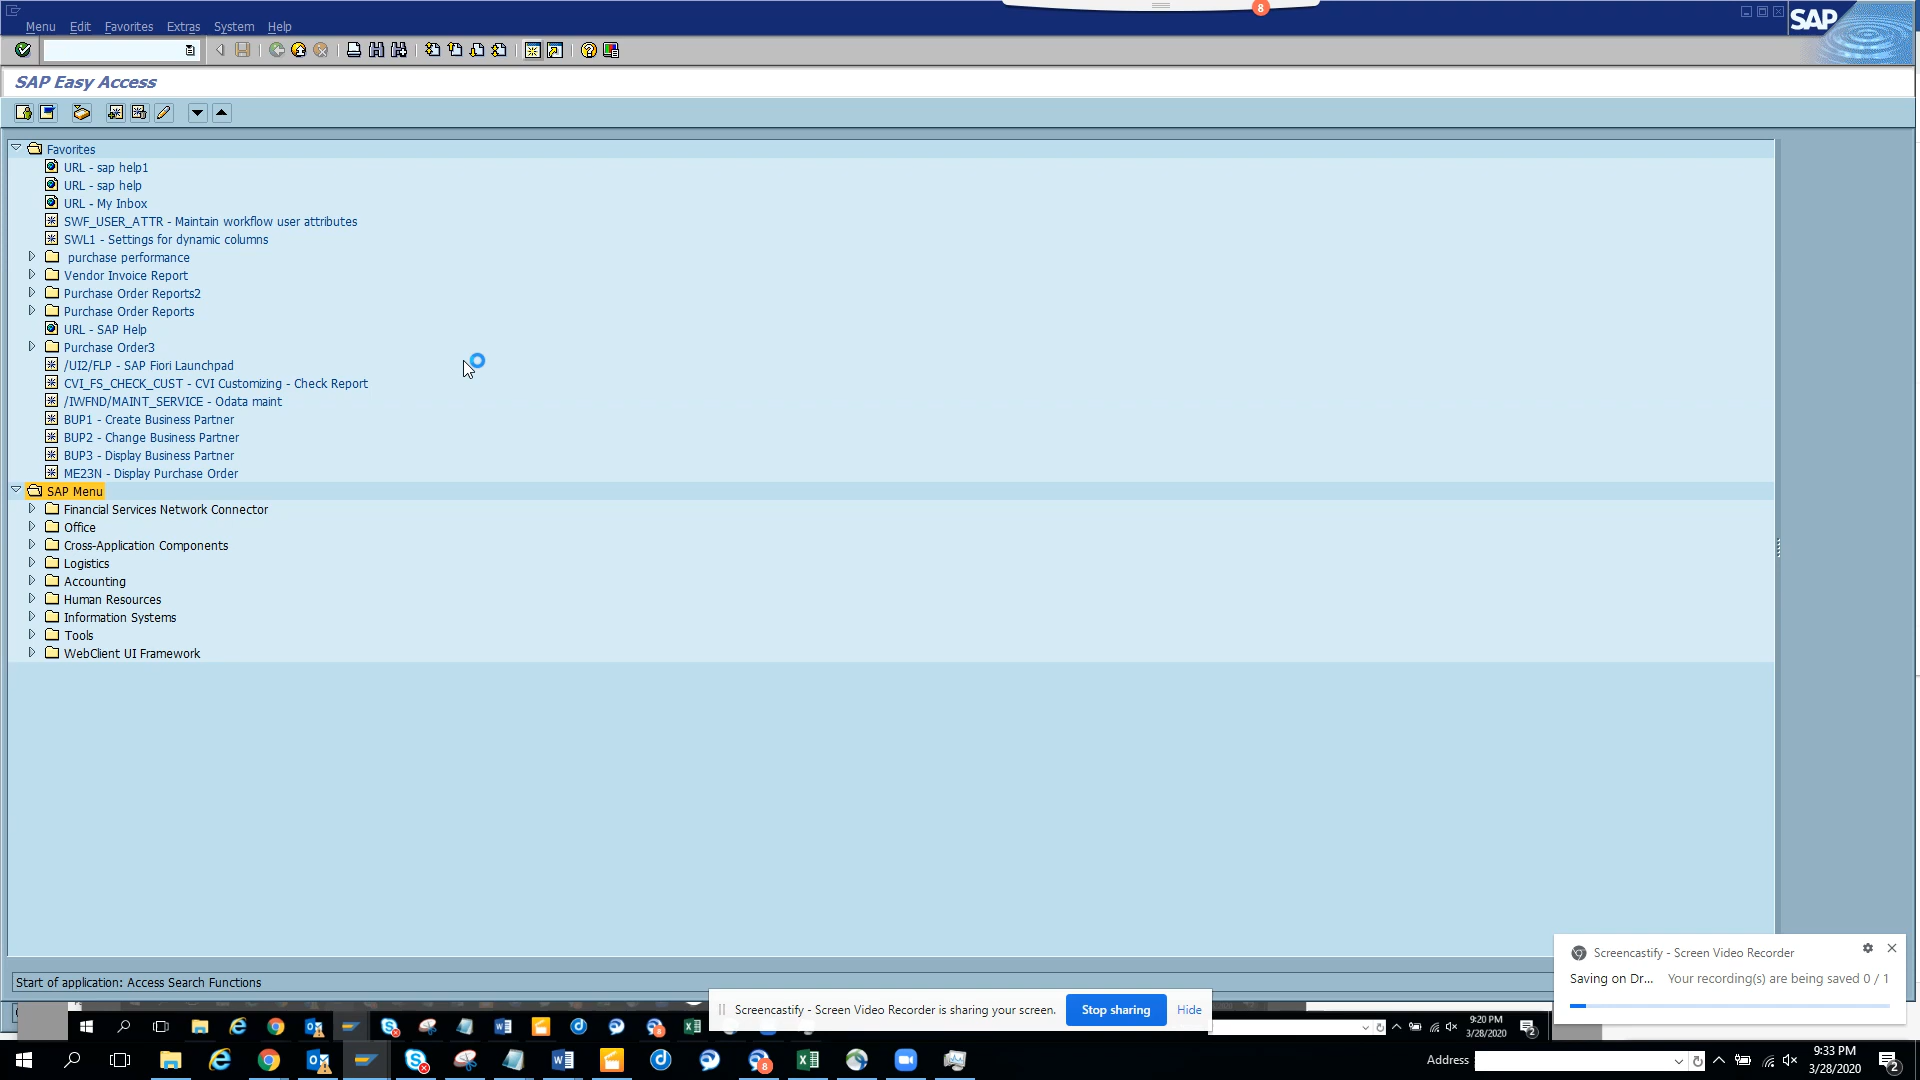 8
Menu Edit Favorites Extras System Help
SAP
SAP Easy Access
Favorites
URL - sap help1
URL - sap help
URL - My Inbox
SWF_USER_ATTR - Maintain workflow user attributes
SWL1 - Settings for dynamic columns
purchase performance
Vendor Invoice Report
Purchase Order Reports2
Purchase Order Reports
URL - SAP Help
Purchase Order3
/UI2/FLP - SAP Fiori Launchpad
CVI_FS_CHECK_CUST - CVI Customizing - Check Report
/IWFND/MAINT_SERVICE - Odata maint
BUP1 - Create Business Partner
BUP2 - Change Business Partner
BUP3 - Display Business Partner
ME23N - Display Purchase Order
SAP Menu
Financial Services Network Connector
Office
Cross-Application Components
Logistics
Accounting
Human Resources
Information Systems
Tools
WebClient UI Framework
Screencastify - Screen Video Recorder
Saving on Dr... Your recording(s) are being saved 0 / 1
Start of application: Access Search Functions
Screencastify - Screen Video Recorder is sharing your screen. Stop sharing Hide
9:20 PM
3/28/2020
2
8
Address
9:33 PM
3/28/2020
2